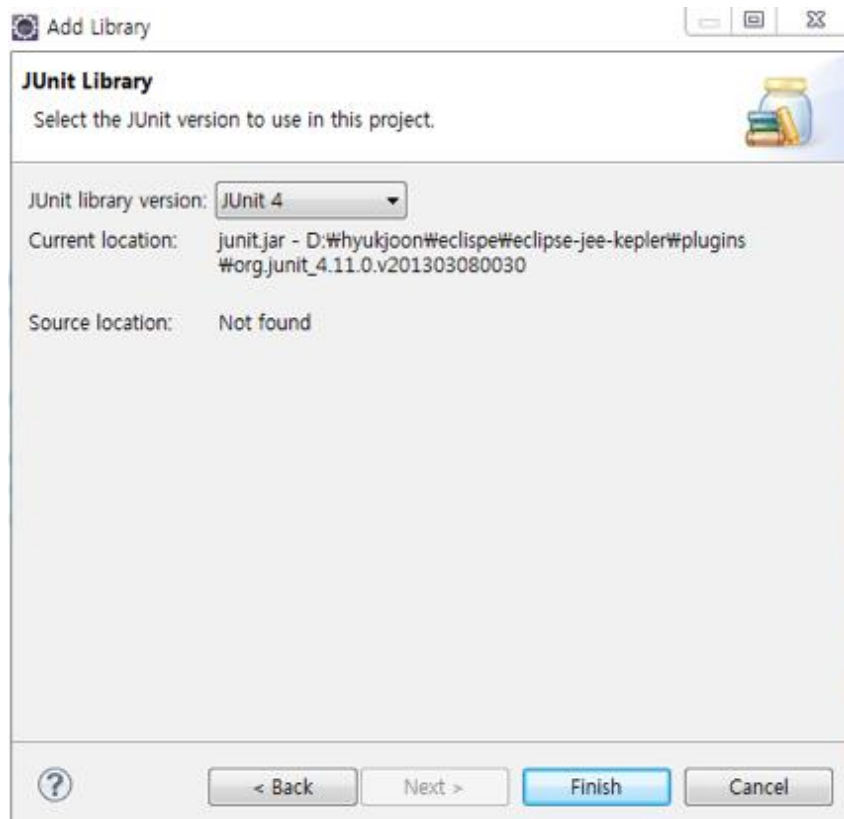 Add Library
JUnit Library
Select the JUnit version to use in this project.
JUnit library version: JUnit 4
Current location: junit.jar - D:₩hyukjoon₩eclispe₩eclipse-jee-kepler₩plugins
₩org.junit_4.11.0.v201303080030
Source location: Not found
?
< Back Next > Finish Cancel